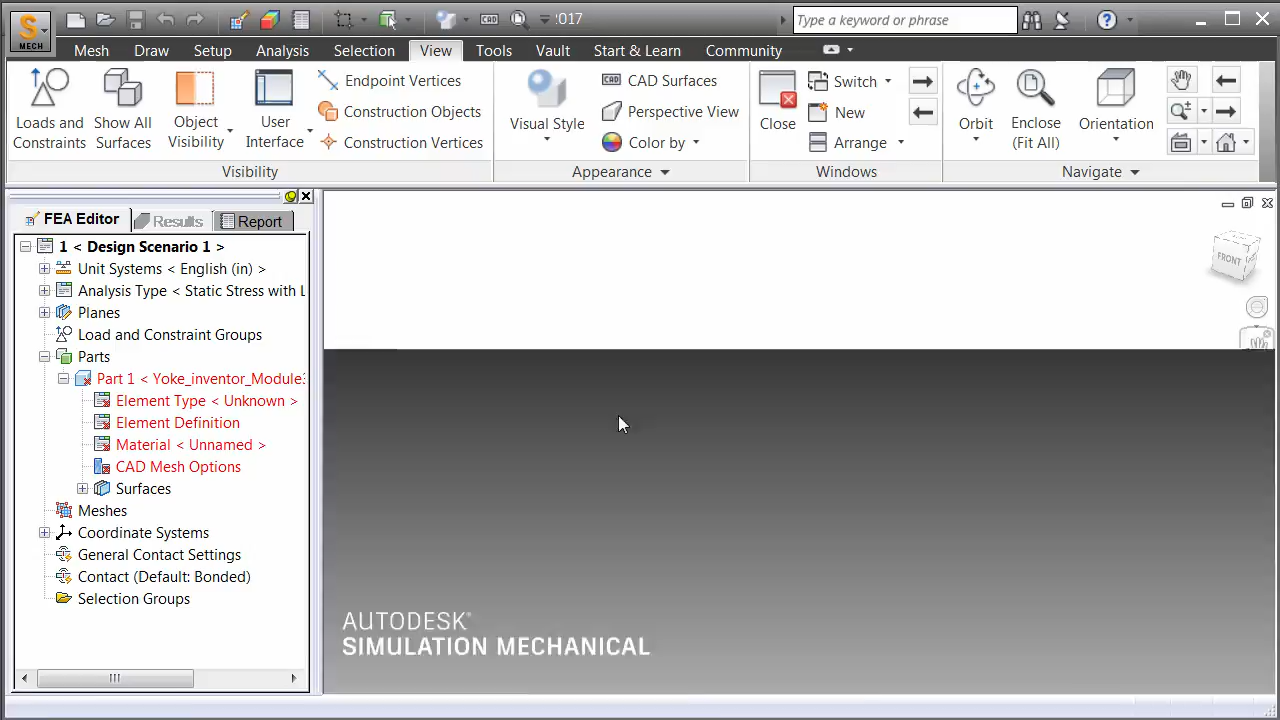 S
MECH
CAD
2017
Type a keyword or phrase
Mesh Draw Setup Analysis Selection View Tools Vault Start & Learn Community
Loads and
Constraints
Show All
Surfaces
Object
Visibility
User
Interface
Endpoint Vertices
Construction Objects
Construction Vertices
Visibility
Visual Style
CAD CAD Surfaces
Perspective View
Color by
Appearance
Close
Switch
New
Arrange
Windows
Orbit
Enclose
(Fit All)
Orientation
Navigate
FEA Editor Results Report
1 < Design Scenario 1 >
Unit Systems < English (in) >
Analysis Type < Static Stress with L
Planes
Load and Constraint Groups
Parts
Part 1 < Yoke_inventor_Module3
Element Type < Unknown >
Element Definition
Material < Unnamed >
CAD Mesh Options
Surfaces
Meshes
Coordinate Systems
General Contact Settings
Contact (Default: Bonded)
Selection Groups
FRONT
AUTODESK®
SIMULATION MECHANICAL